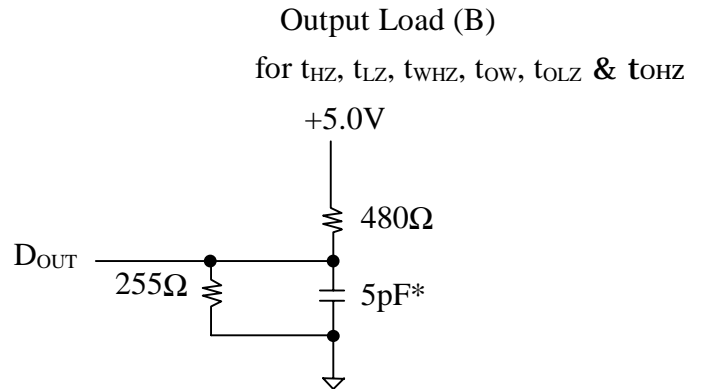 Output Load (B)
for tHZ, tLZ, tWHZ, tOW, tOLZ & tOHZ
+5.0V
480Ω
DOUT
255Ω
5pF*